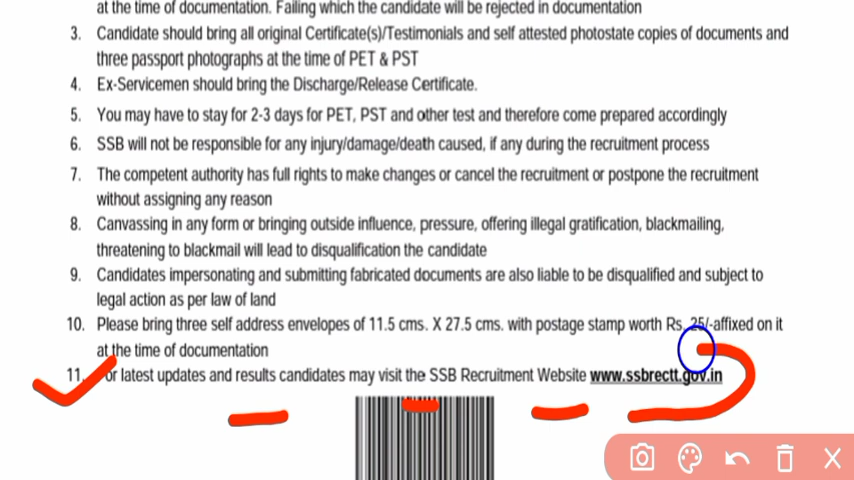 at the time of documentation. Failing which the candidate will be rejected in documentation
3. Candidate should bring all original Certificate(s)/Testimonials and self attested photostate copies of documents and
three passport photographs at the time of PET & PST
4. Ex-Servicemen should bring the Discharge/Release Certificate.
5. You may have to stay for 2-3 days for PET, PST and other test and therefore come prepared accordingly
6. SSB will not be responsible for any injury/damage/death caused, if any during the recruitment process
7. The competent authority has full rights to make changes or cancel the recruitment or postpone the recruitment
without assigning any reason
8. Canvassing in any form or bringing outside influence, pressure, offering illegal gratification, blackmailing,
threatening to blackmail will lead to disqualification the candidate
9. Candidates impersonating and submitting fabricated documents are also liable to be disqualified and subject to
legal action as per law of land
10. Please bring three self address envelopes of 11.5 cms. X 27.5 cms. with postage stamp worth Rs. 25/-affixed on it
at the time of documentation
11. or latest updates and results candidates may visit the SSB Recruitment Website www.ssbrectt.gov.in